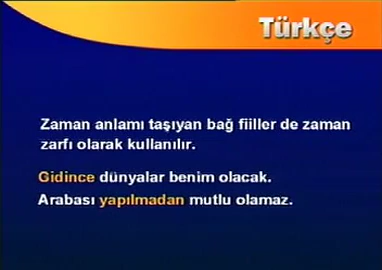 Türkçe
Zaman anlamı taşıyan bağ fiiller de zaman
zarfı olarak kullanılır.
Gidince dünyalar benim olacak.
Arabası yapılmadan mutlu olamaz.